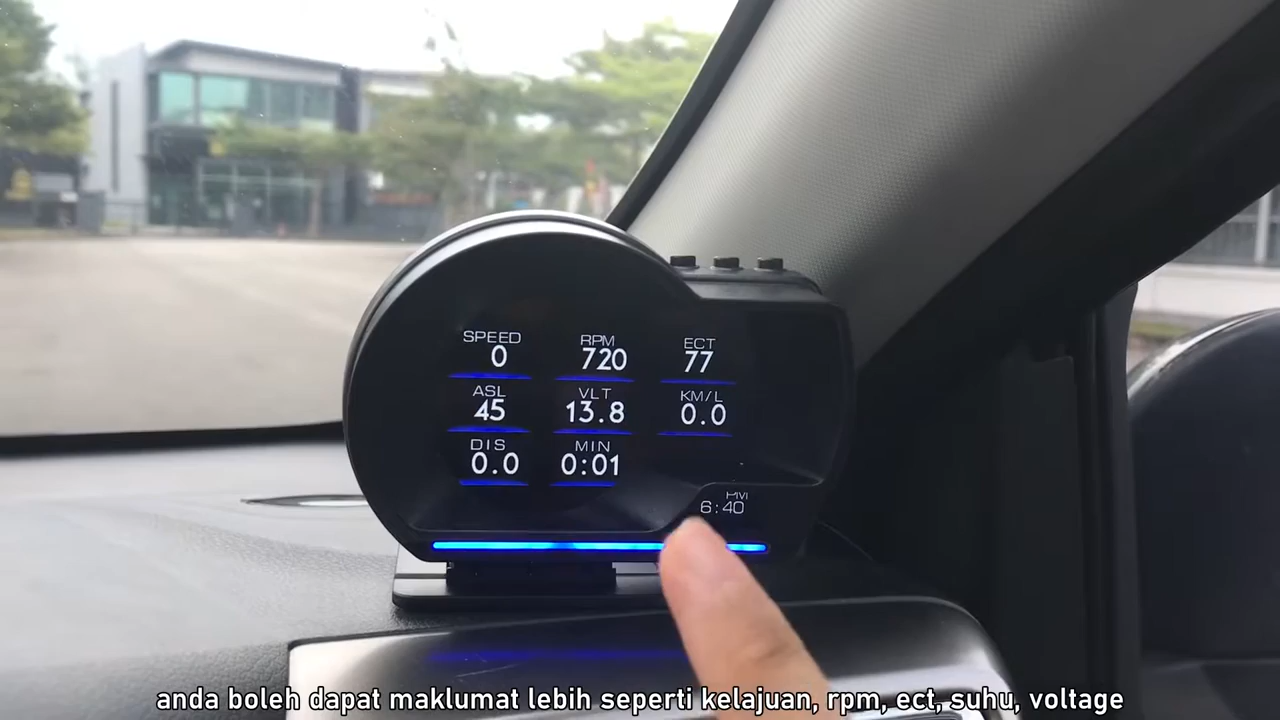 SPEED RPM ECT
0 720 77
ASL VLT KM/L
45 13.8 0.0
DIS MIN
0.0 0:01
PM
6:40
anda boleh dapat maklumat lebih seperti kelajuan, rpm, ect, suhu, voltage